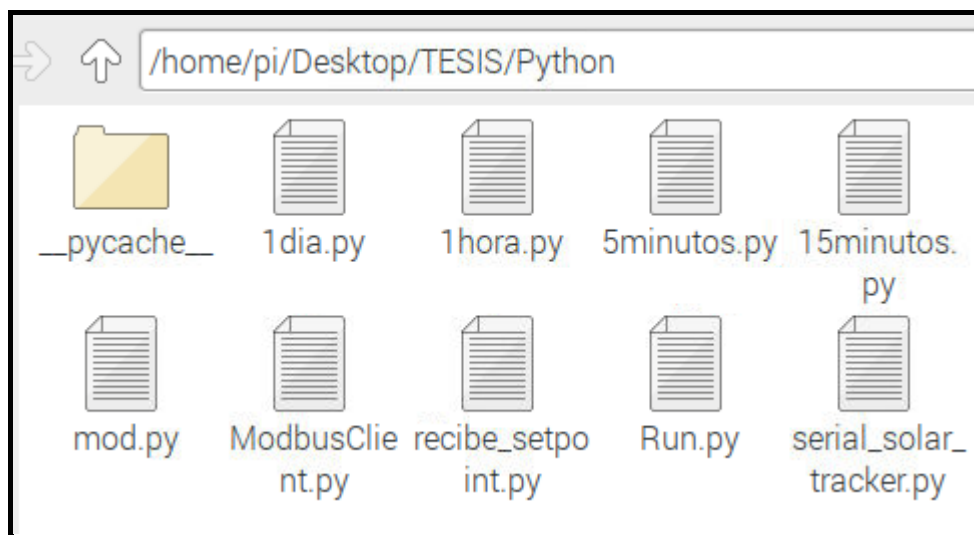 /home/pi/Desktop/TESIS/Python
__pycache__ 1dia.py 1hora.py 5minutos.py 15minutos.
py
mod.py ModbusClie recibe_setpo Run.py serial_solar_
nt.py int.py tracker.py